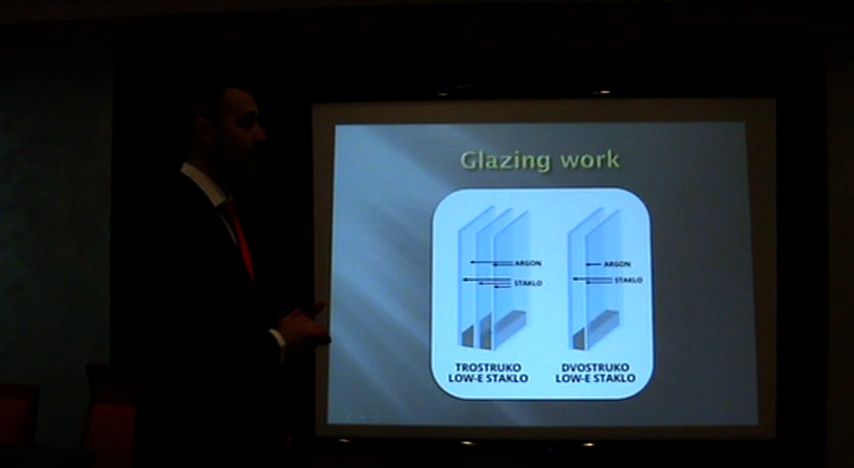 Glazing work
ARGON
STAKLO
ARGON
STAKLO
TROSTRUKO
LOW-E STAKLO
DVOSTRUKO
LOW-E STAKLO